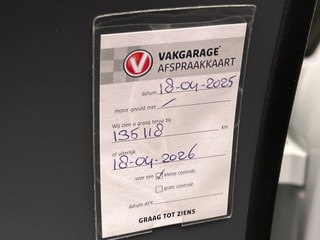 V VAKGARAGE
AFSPRAAKKAART
datum 18-04-2025
motor gevuld met
Wij zien u graag terug bij
135118 km
of uiterlijk
18-04-2026
voor een ☑ kleine controle
☐ grote controle
datum APK
GRAAG TOT ZIENS